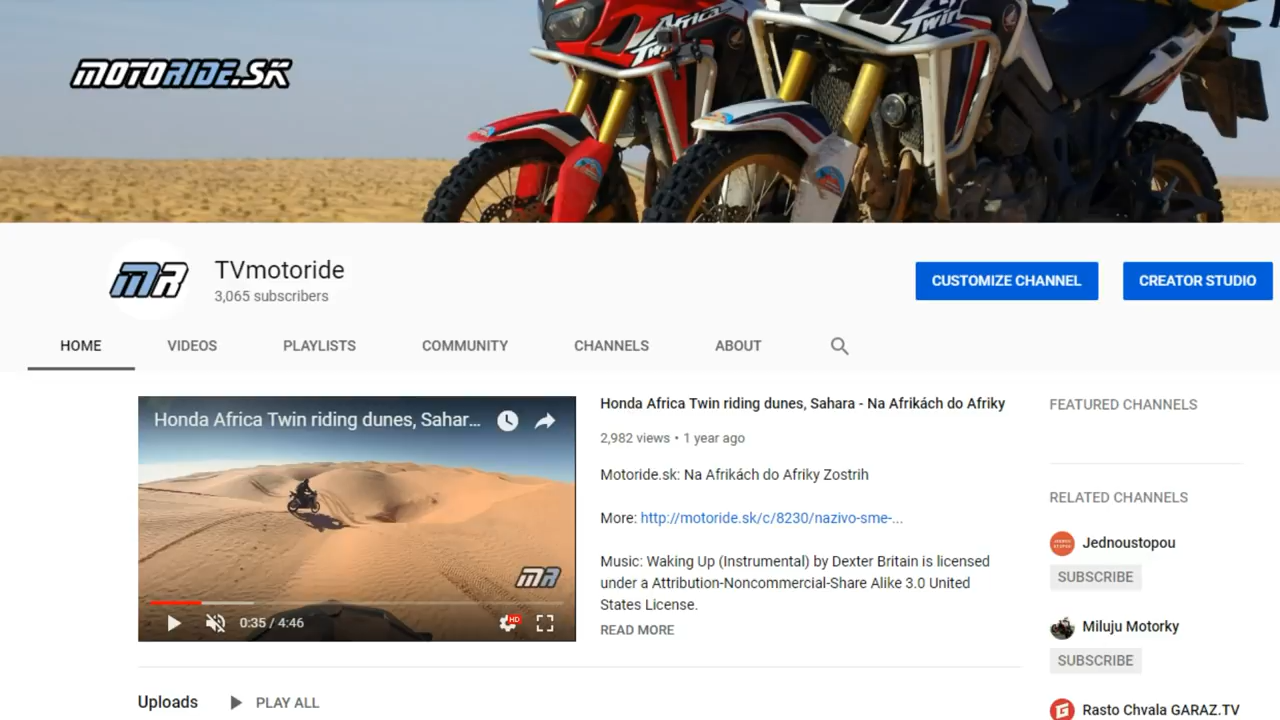 Africa
Twin
Twin
MOTORIDE.SK
MR
TVmotoride
3,065 subscribers
CUSTOMIZE CHANNEL
CREATOR STUDIO
HOME
VIDEOS
PLAYLISTS
COMMUNITY
CHANNELS
ABOUT
Honda Africa Twin riding dunes, Sahar...
MR
0:35 / 4:46
HD
Honda Africa Twin riding dunes, Sahara - Na Afrikách do Afriky
2,982 views • 1 year ago
Motoride.sk: Na Afrikách do Afriky Zostrih
More: http://motoride.sk/c/8230/nazivo-sme-...
Music: Waking Up (Instrumental) by Dexter Britain is licensed
under a Attribution-Noncommercial-Share Alike 3.0 United
States License.
READ MORE
FEATURED CHANNELS
RELATED CHANNELS
Jednoustopou
SUBSCRIBE
Miluju Motorky
SUBSCRIBE
Rasto Chvala GARAZ.TV
Uploads
PLAY ALL